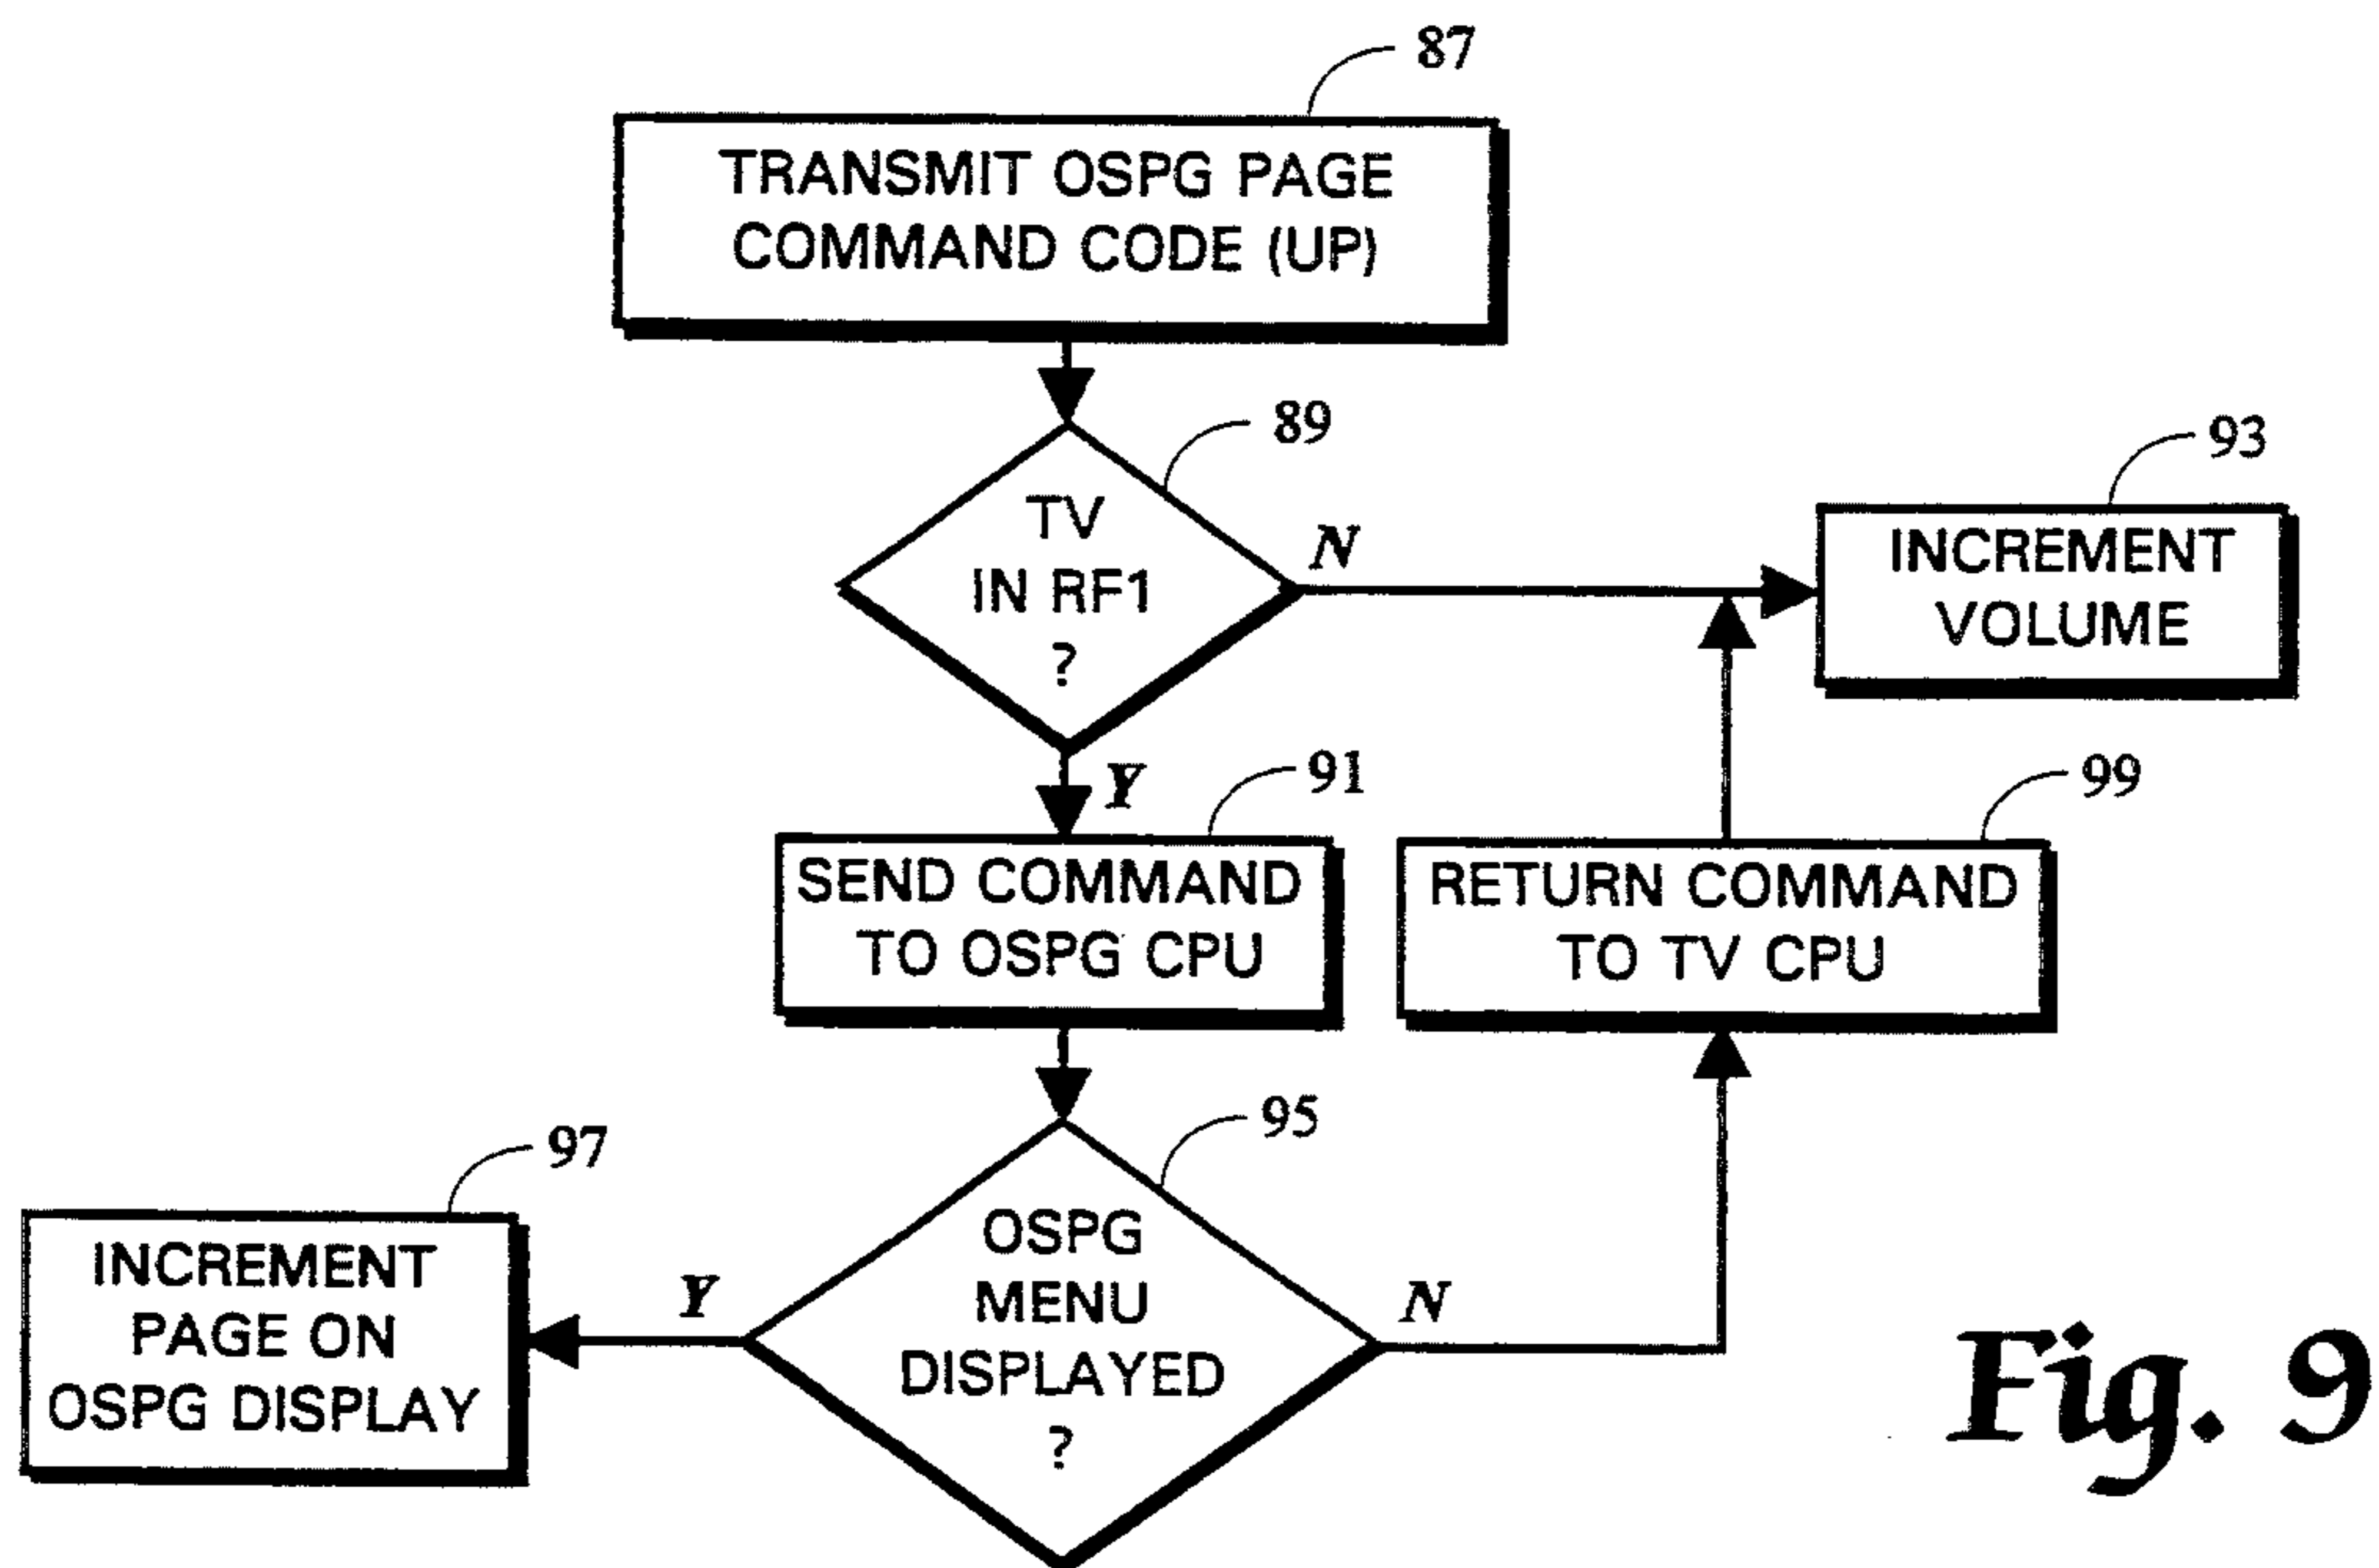 87
TRANSMIT OSPG PAGE
COMMAND CODE (UP)
89
TV
IN RF1
?
N
93
INCREMENT
VOLUME
Y
91
SEND COMMAND
TO OSPG CPU
99
RETURN COMMAND
TO TV CPU
95
OSPG
MENU
DISPLAYED
?
Y
N
97
INCREMENT
PAGE ON
OSPG DISPLAY
Fig. 9